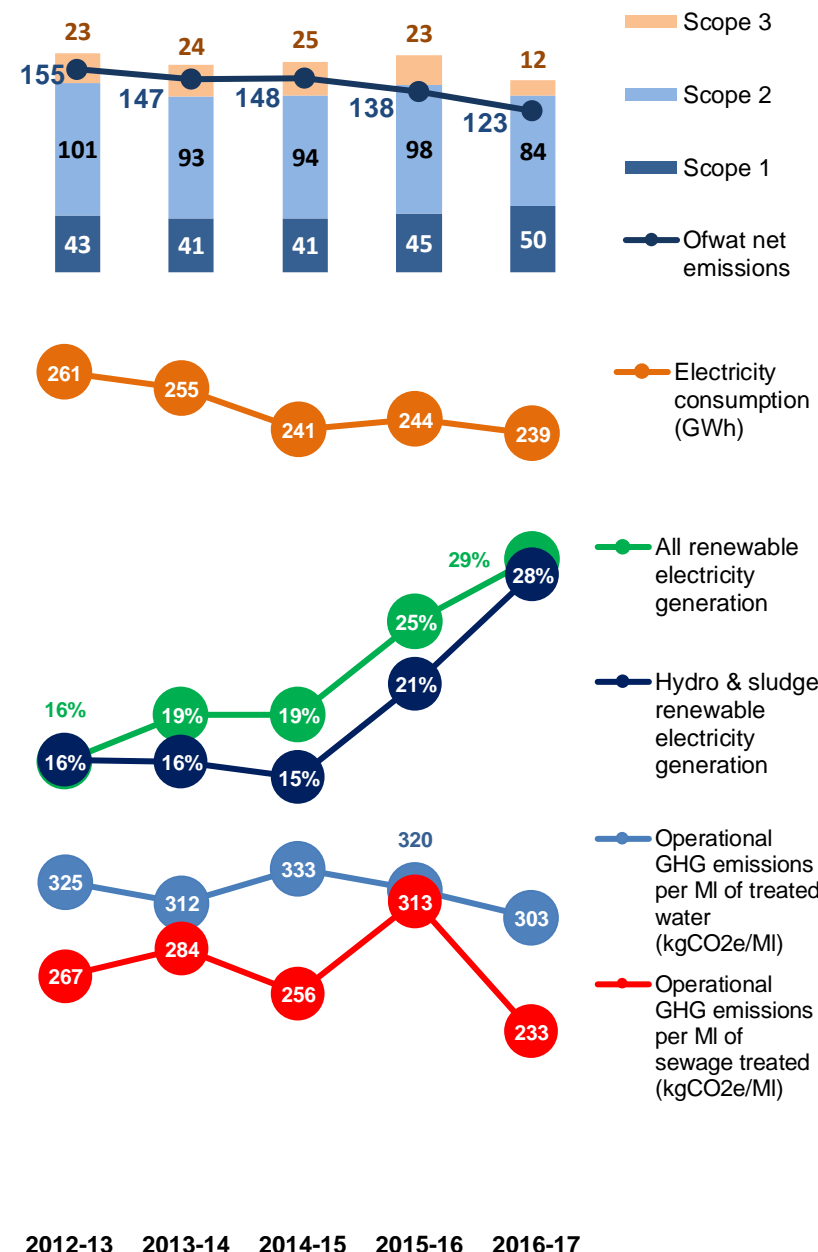 23
24
25
23
12
155
147
148
138
123
101
93
94
98
84
43
41
41
45
50
Scope 3
Scope 2
Scope 1
Ofwat net
emissions
261
255
241
244
239
Electricity
consumption
(GWh)
16%
19%
19%
25%
29%
16%
16%
15%
21%
28%
All renewable
electricity
generation
Hydro & sludge
renewable
electricity
generation
325
312
333
320
303
267
284
256
313
233
Operational
GHG emissions
per Ml of treated
water
(kgCO2e/Ml)
Operational
GHG emissions
per Ml of
sewage treated
(kgCO2e/Ml)
2012-13 2013-14 2014-15 2015-16 2016-17